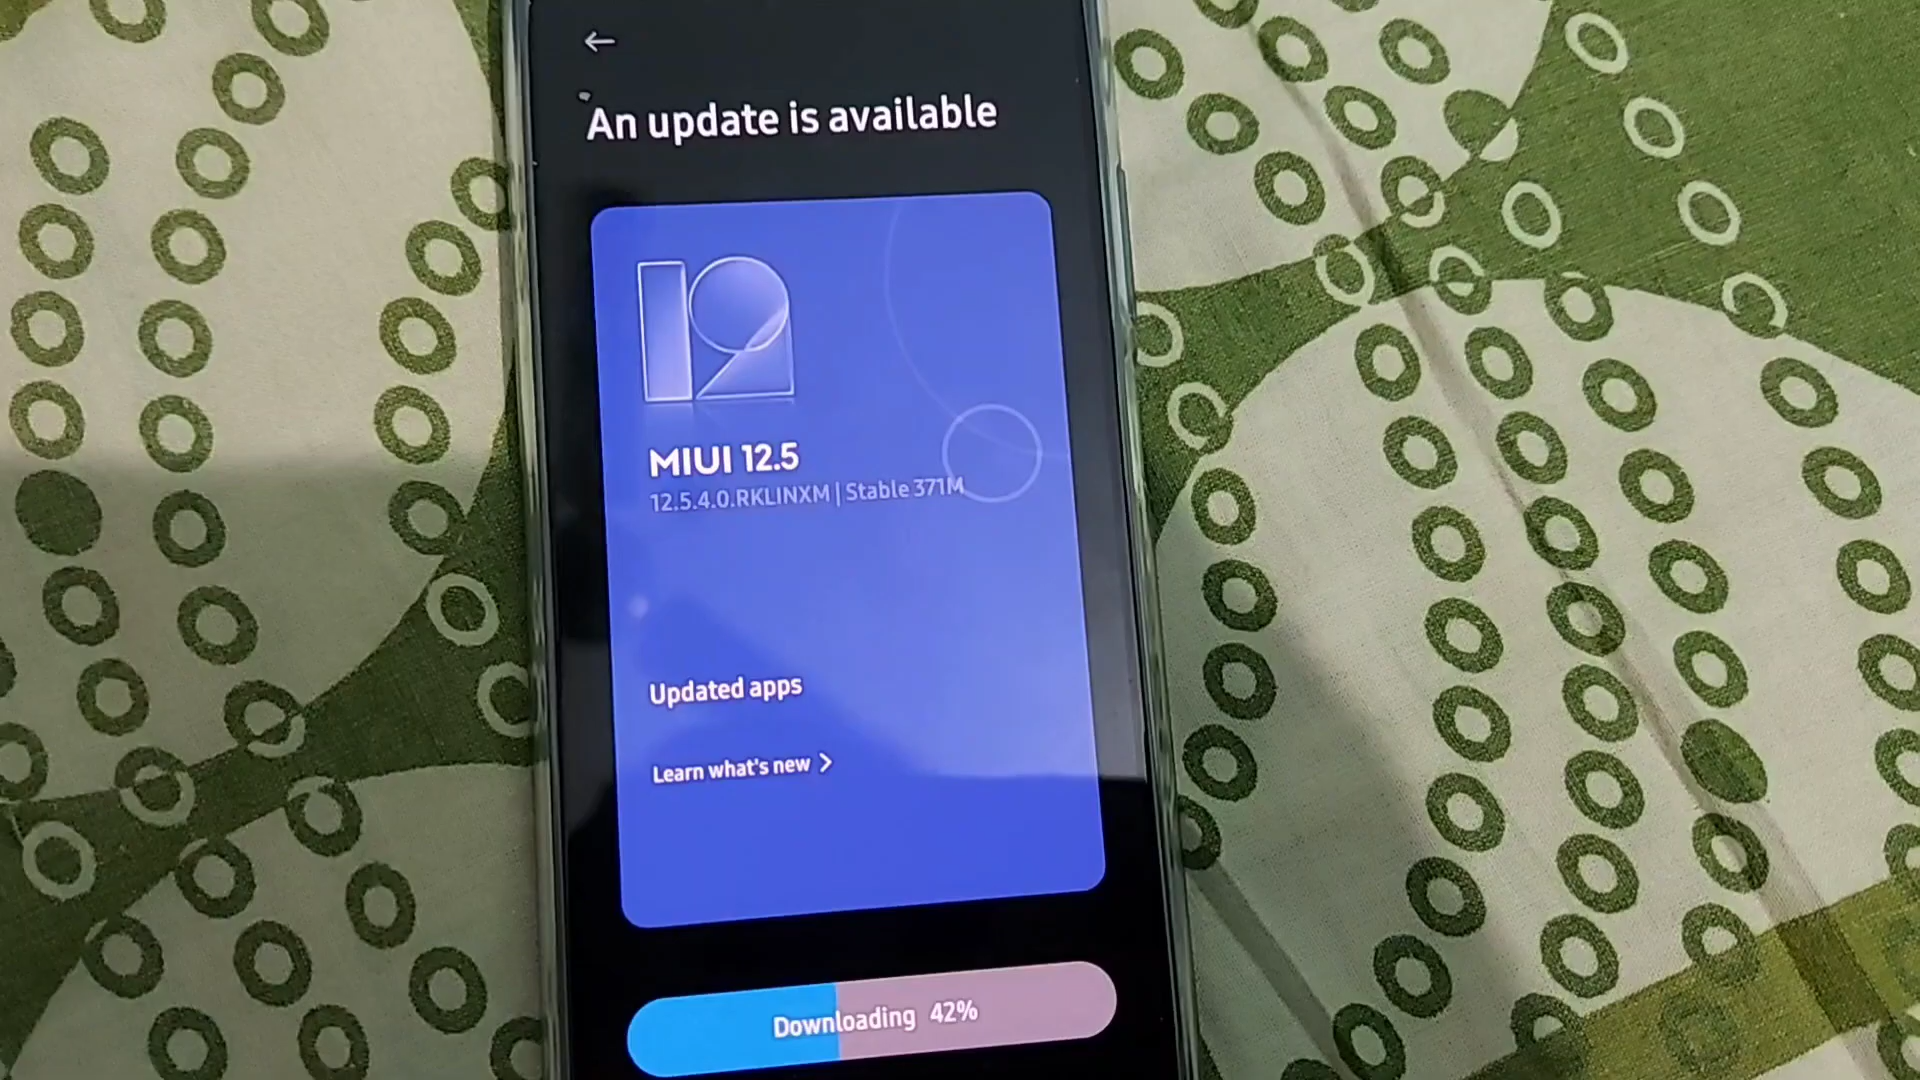 An update is available
12
MIUI 12.5
12.5.4.0.RKLINXM | Stable 371M
Updated apps
Learn what's new >
Downloading 42%